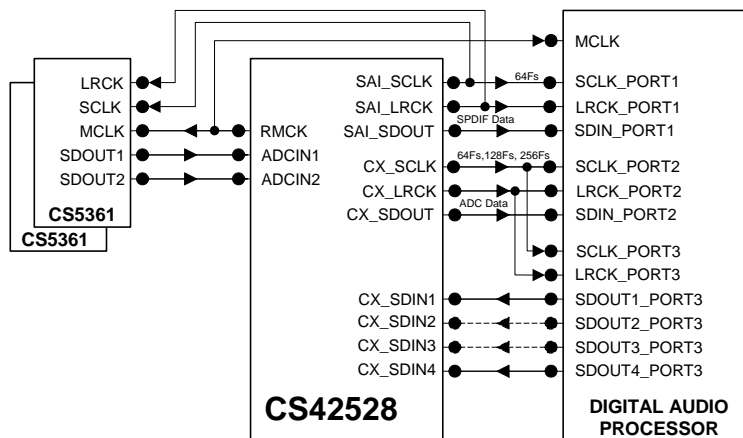 MCLK
LRCK
SCLK
MCLK
SDOUT1
SDOUT2
CS5361
CS5361
RMCK
ADCIN1
ADCIN2
SAI_SCLK
SAI_LRCK
SAI_SDOUT
CX_SCLK
CX_LRCK
CX_SDOUT
CX_SDIN1
CX_SDIN2
CX_SDIN3
CX_SDIN4
CS42528
64Fs
SPDIF Data
64Fs,128Fs, 256Fs
ADC Data
SCLK_PORT1
LRCK_PORT1
SDIN_PORT1
SCLK_PORT2
LRCK_PORT2
SDIN_PORT2
SCLK_PORT3
LRCK_PORT3
SDOUT1_PORT3
SDOUT2_PORT3
SDOUT3_PORT3
SDOUT4_PORT3
DIGITAL AUDIO
PROCESSOR